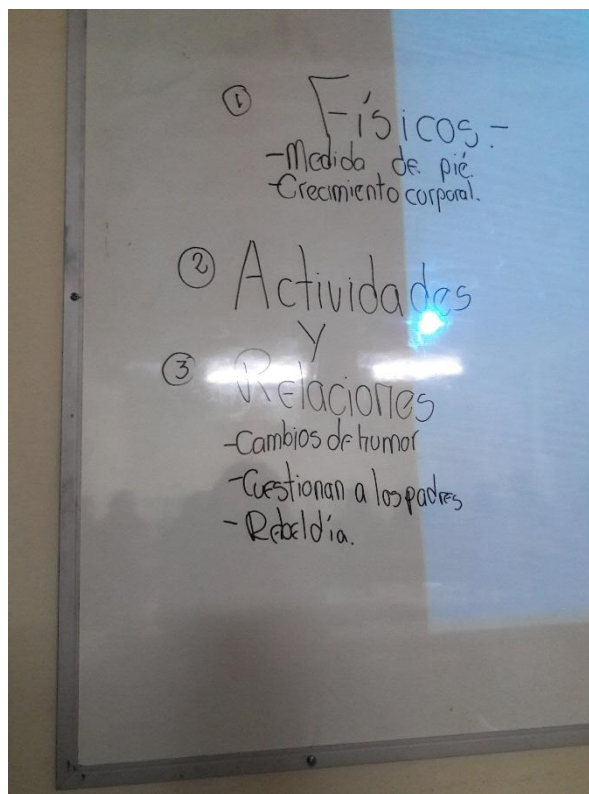 ① Físicos.-
-Medida de pié.
-Crecimiento corporal.
② Actividades
y
③ Relaciones
-Cambios de humor
-Cuestionan a los padres
-Rebeldía.